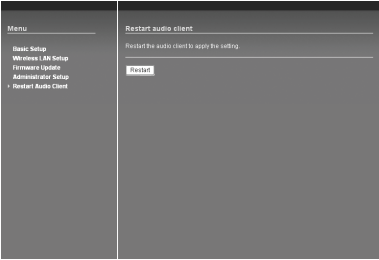 Menu
Basic Setup
Wireless LAN Setup
Firmware Update
Administrator Setup
Restart Audio Client
Restart audio client
Restart the audio client to apply the setting.
Restart